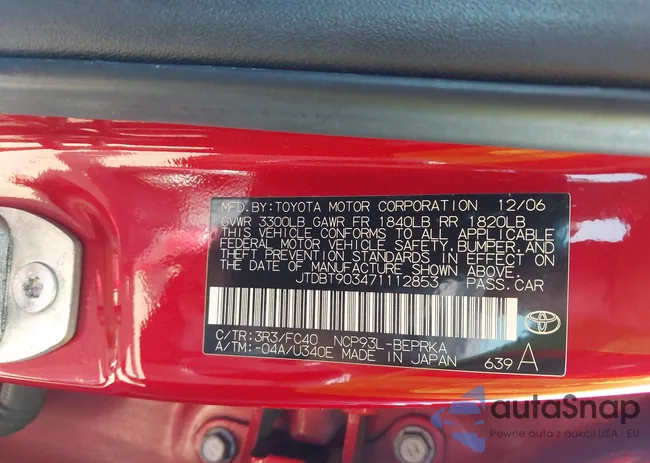 MFD.BY:TOYOTA MOTOR CORPORATION 12/06
GVWR 3300LB GAWR FR 1840LB RR 1820LB
THIS VEHICLE CONFORMS TO ALL APPLICABLE
FEDERAL MOTOR VEHICLE SAFETY, BUMPER, AND
THEFT PREVENTION STANDARDS IN EFFECT ON
THE DATE OF MANUFACTURE SHOWN ABOVE.
JTDBT903471112853 PASS.CAR
C/TR:3R3/FC40 NCP93L-BEPRKA
A/TM:-04A/U340E MADE IN JAPAN 639 A
autaSnap
Pewne auta z aukcji USA - EU